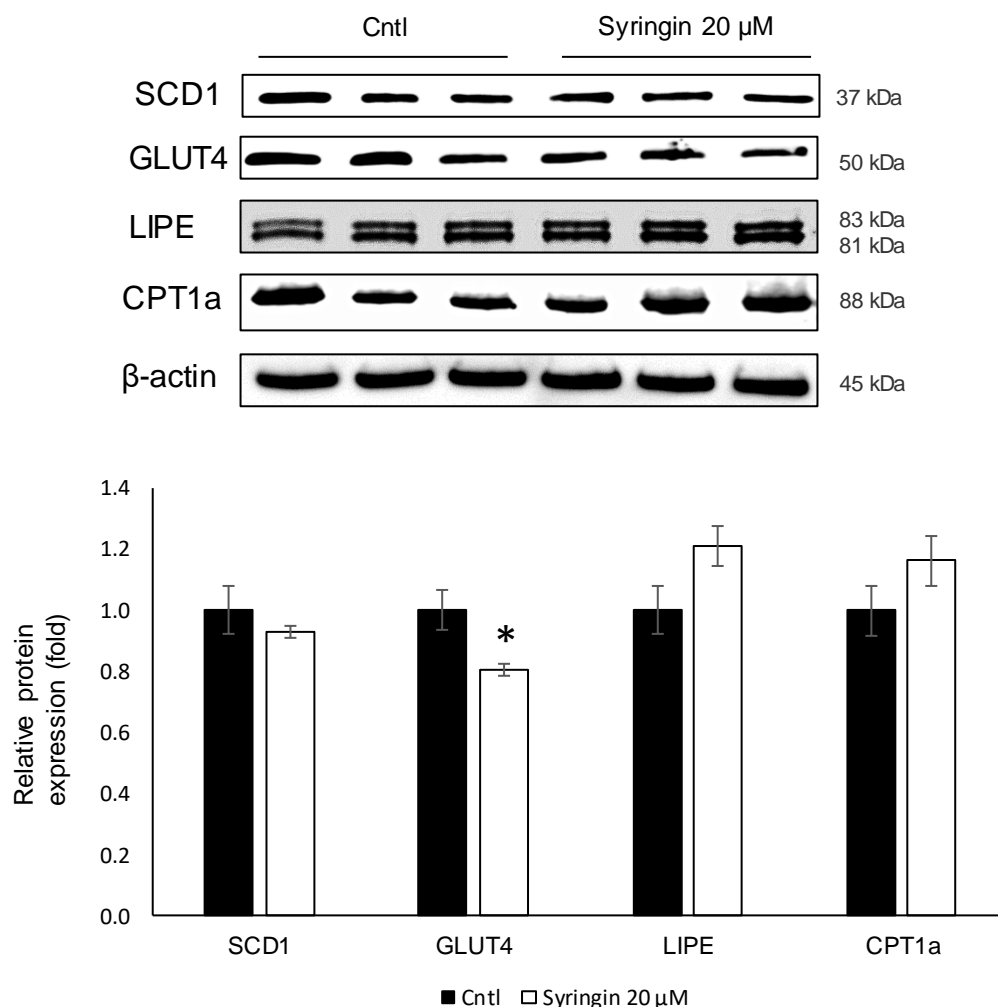 Cntl Syringin 20 µM
SCD1 37 kDa
GLUT4 50 kDa
LIPE 83 kDa
81 kDa
CPT1a 88 kDa
β-actin 45 kDa
1.4
1.2
1.0
0.8
0.6
0.4
0.2
0.0
Relative protein
expression (fold)
*
SCD1 GLUT4 LIPE CPT1a
Cntl Syringin 20 µM